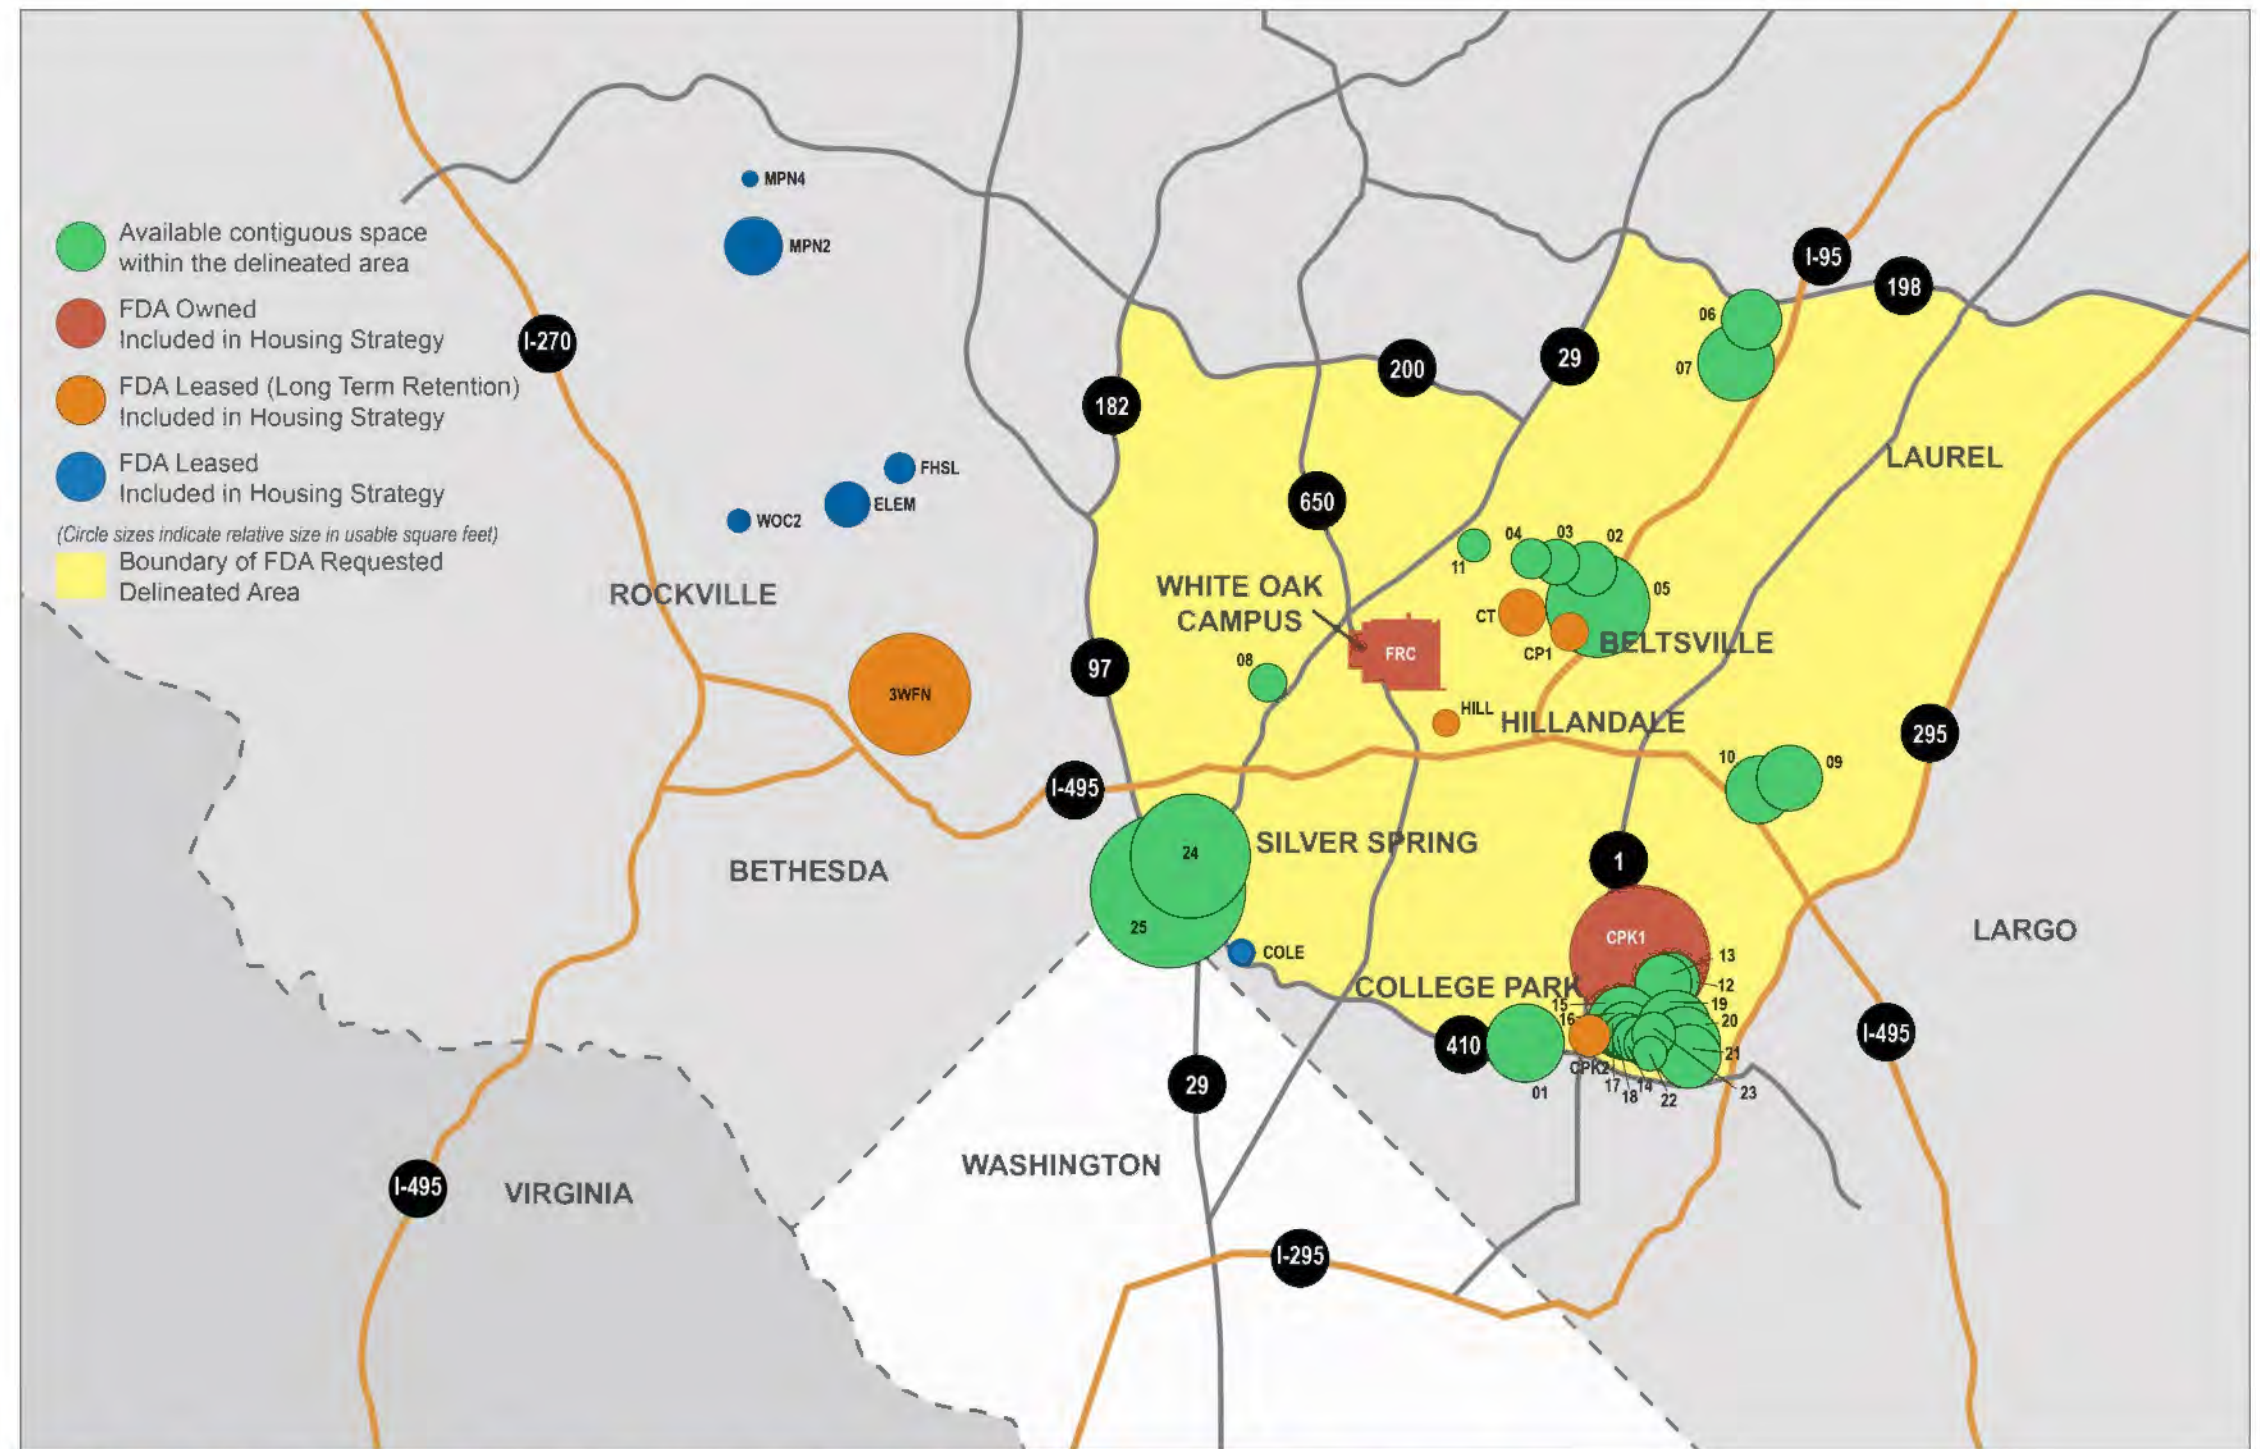 MPN4
MPN2
Available contiguous space
within the delineated area
FDA Owned
Included in Housing Strategy
FDA Leased (Long Term Retention)
Included in Housing Strategy
FDA Leased
Included in Housing Strategy
(Circle sizes indicate relative size in usable square feet)
Boundary of FDA Requested
Delineated Area
I-270
I-95
198
06
07
200
29
182
LAUREL
FHSL
ELEM
WOC2
650
04
03
02
11
05
ROCKVILLE
WHITE OAK
CAMPUS
CT
CP1
BELTSVILLE
FRC
08
97
3WFN
HILL
HILLANDALE
295
10
09
I-495
SILVER SPRING
24
25
BETHESDA
1
LARGO
CPK1
COLE
13
12
COLLEGE PARK
15
16
19
20
21
410
CPK2
01
17
18
14
22
23
I-495
29
WASHINGTON
I-495
VIRGINIA
I-295